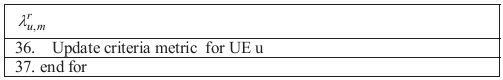 λ^r_{u,m}
36. Update criteria metric for UE u
37. end for